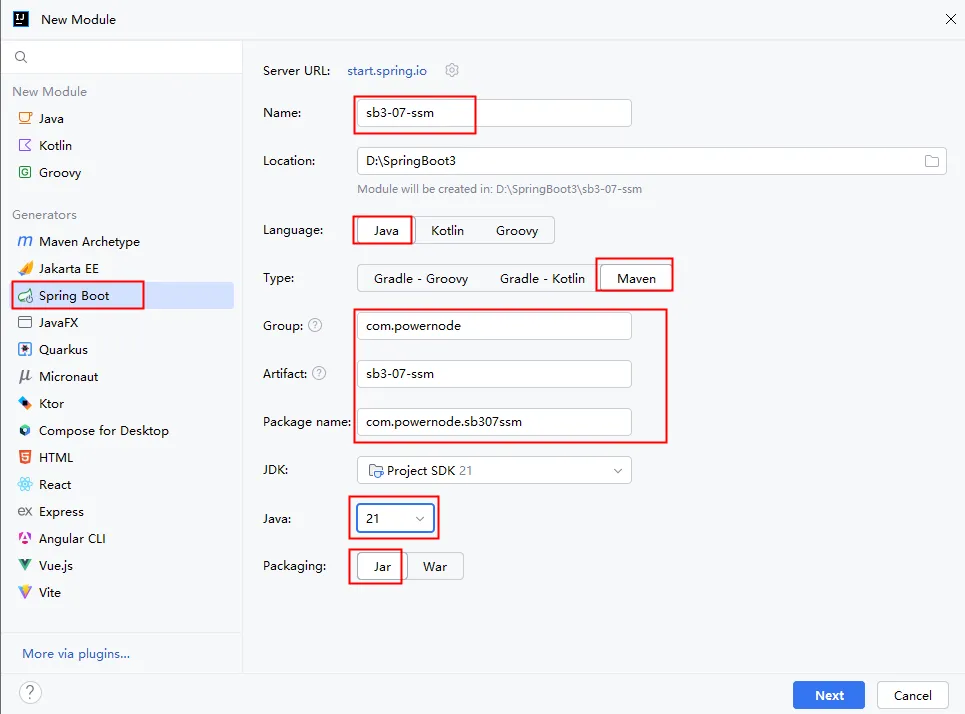 New Module
New Module
Java
Kotlin
Groovy
Generators
Maven Archetype
Jakarta EE
Spring Boot
JavaFX
Quarkus
Micronaut
Ktor
Compose for Desktop
HTML
React
Express
Angular CLI
Vue.js
Vite
More via plugins...
Server URL: start.spring.io
Name: sb3-07-ssm
Location: D:\SpringBoot3
Module will be created in: D:\SpringBoot3\sb3-07-ssm
Language: Java Kotlin Groovy
Type: Gradle - Groovy Gradle - Kotlin Maven
Group: ? com.powernode
Artifact: ? sb3-07-ssm
Package name: com.powernode.sb307ssm
JDK: Project SDK 21
Java: 21
Packaging: Jar War
? Next Cancel